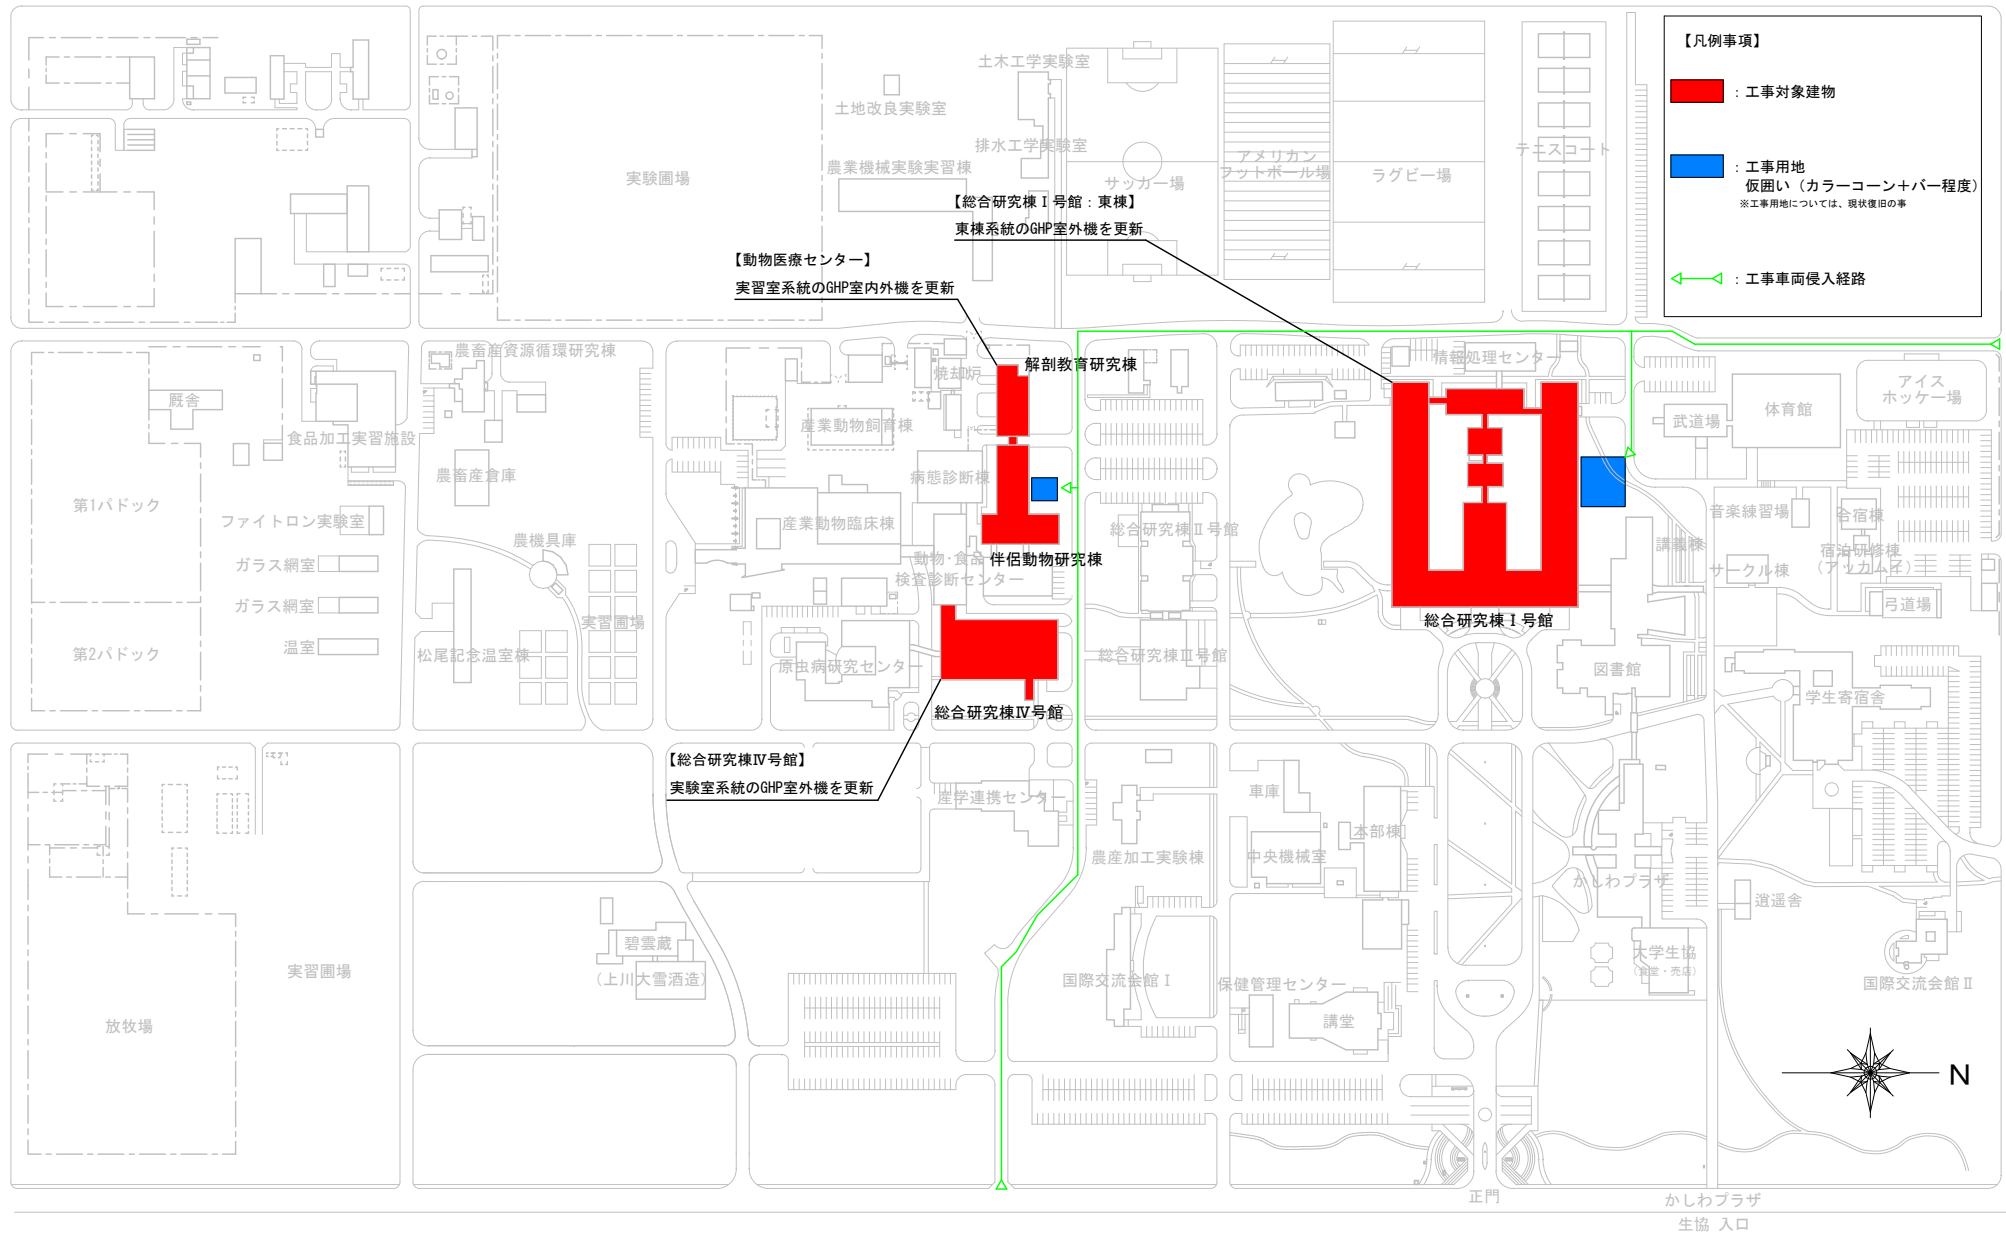 【凡例事項】
：工事対象建物
：工事用地
仮囲い（カラーコーン＋バー程度）
※工事用地については、現状復旧の事
：工事車両侵入経路
土木工学実験室
土地改良実験室
排水工学実験室
農業機械実験実習棟
実験圃場
サッカー場
アメリカン
フットボール場
ラグビー場
テニスコート
【総合研究棟Ⅰ号館：東棟】
東棟系統のGHP室外機を更新
【動物医療センター】
実習室系統のGHP室内外機を更新
農畜産資源循環研究棟
焼却炉
解剖教育研究棟
情報処理センター
厩舎
食品加工実習施設
産業動物飼育棟
武道場
体育館
アイス
ホッケー場
農畜産倉庫
病態診断棟
第1パドック
ファイトロン実験室
産業動物臨床棟
総合研究棟Ⅱ号館
音楽練習場
合宿棟
農機具庫
講義棟
ガラス網室
動物・食品
検査診断センター
伴侶動物研究棟
サークル棟
宿泊研修棟
（アッカムイ）
ガラス網室
実習圃場
総合研究棟Ⅰ号館
弓道場
温室
第2パドック
松尾記念温室棟
原虫病研究センター
総合研究棟Ⅲ号館
図書館
学生寄宿舎
総合研究棟Ⅳ号館
【総合研究棟Ⅳ号館】
実験室系統のGHP室外機を更新
産学連携センター
車庫
本部棟
農産加工実験棟
中央機械室
かしわプラザ
逍遥舎
碧雲蔵
（上川大雪酒造）
実習圃場
国際交流会館Ⅰ
保健管理センター
大学生協
（食堂・売店）
国際交流会館Ⅱ
放牧場
講堂
N
正門
かしわプラザ
生協 入口